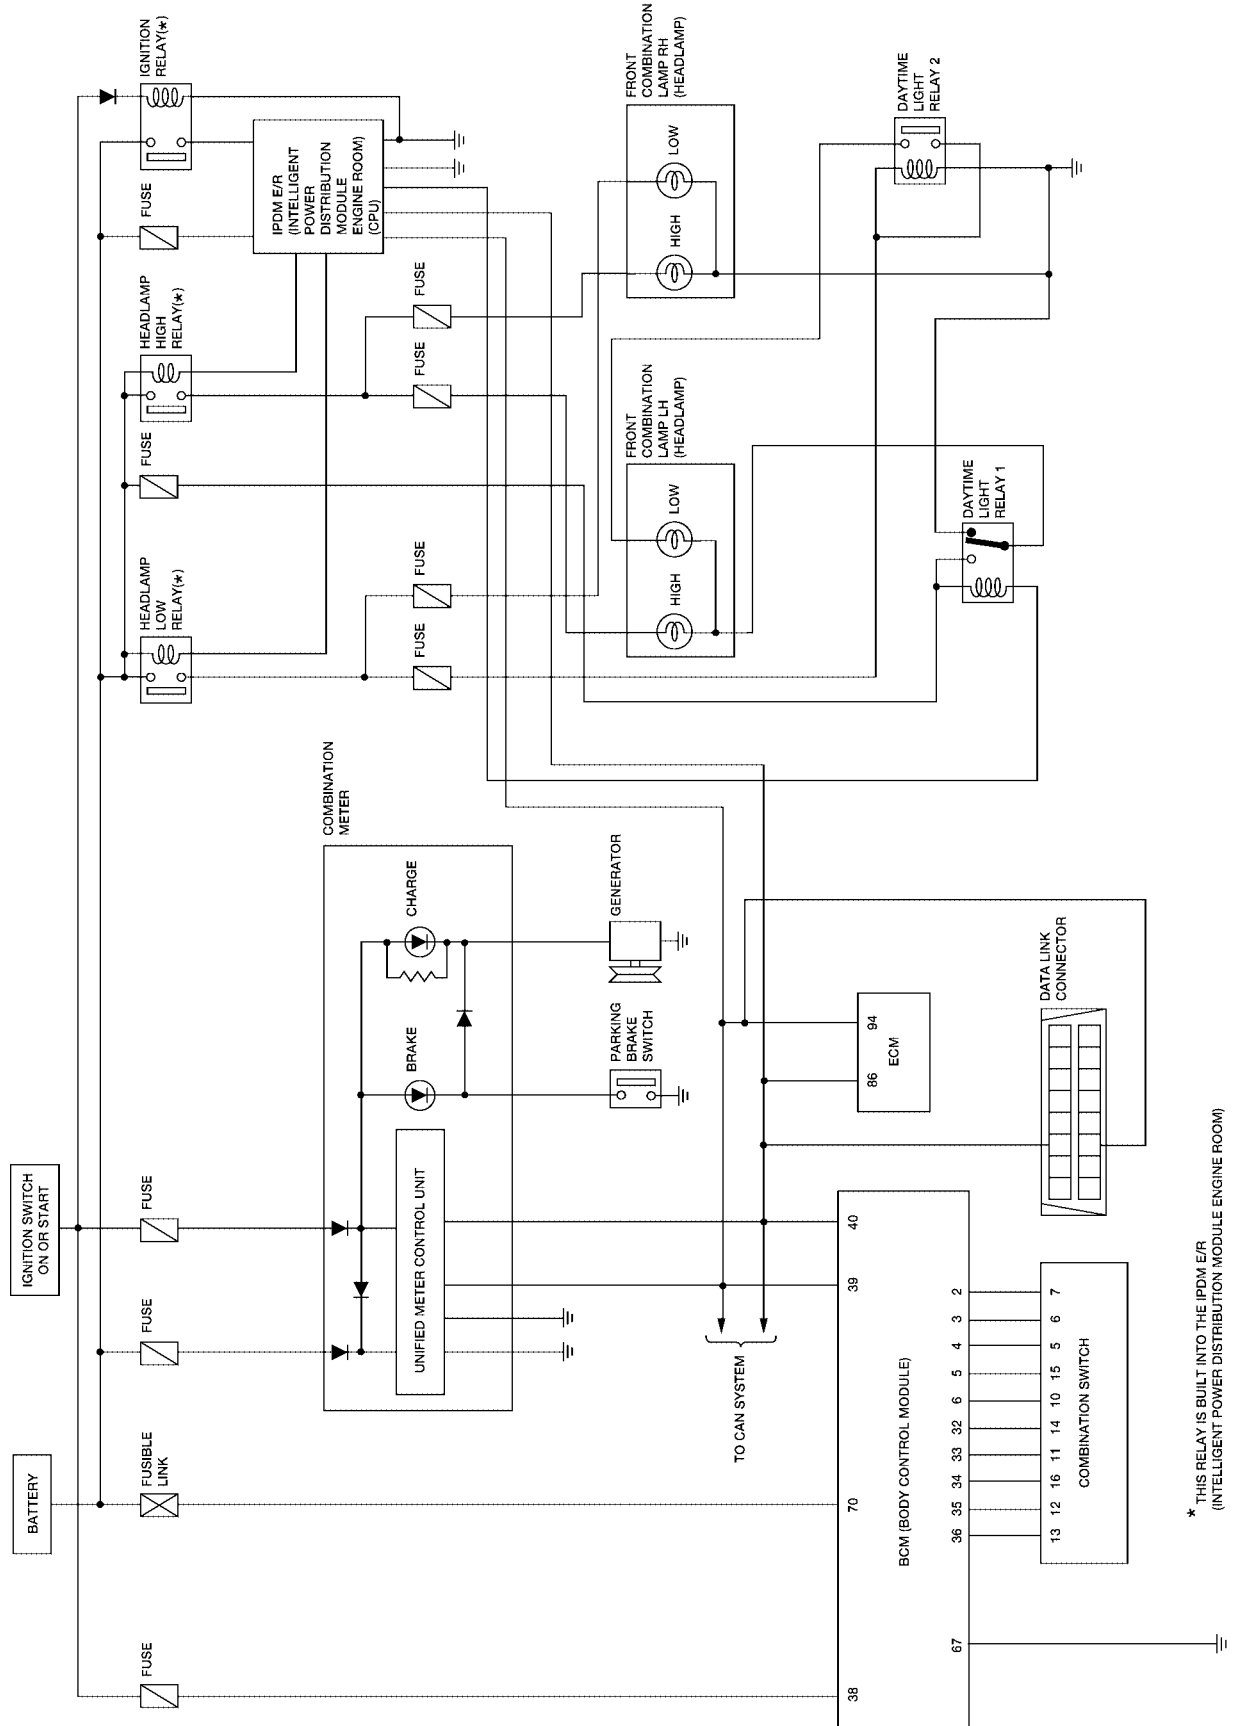 BATTERY
IGNITION SWITCH
ON OR START
FUSE
FUSIBLE
LINK
FUSE
FUSE
HEADLAMP
LOW
RELAY(*)
FUSE
HEADLAMP
HIGH
RELAY(*)
FUSE
IGNITION
RELAY(*)
IPDM E/R
(INTELLIGENT
POWER
DISTRIBUTION
MODULE
ENGINE ROOM)
(CPU)
COMBINATION
METER
UNIFIED METER CONTROL UNIT
BRAKE
CHARGE
FUSE
FUSE
FUSE
FUSE
PARKING
BRAKE
SWITCH
GENERATOR
FRONT
COMBINATION
LAMP LH
(HEADLAMP)
HIGH
LOW
FRONT
COMBINATION
LAMP RH
(HEADLAMP)
HIGH
LOW
TO CAN SYSTEM
38
70
39
40
BCM (BODY CONTROL MODULE)
67
36
35
34
33
32
6
5
4
3
2
86
94
ECM
DAYTIME
LIGHT
RELAY 2
DAYTIME
LIGHT
RELAY 1
13
12
16
11
14
10
15
5
6
7
COMBINATION SWITCH
DATA LINK
CONNECTOR
* THIS RELAY IS BUILT INTO THE IPDM E/R
(INTELLIGENT POWER DISTRIBUTION MODULE ENGINE ROOM)